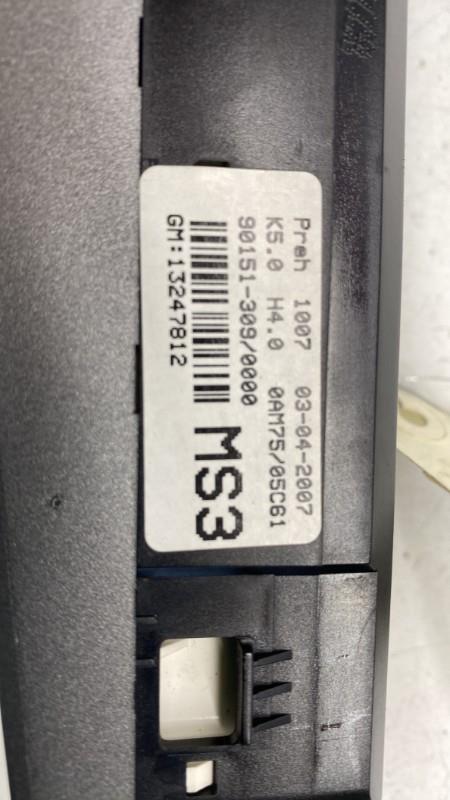 Preh 1007 03-04-2007
K5.0 H4.0 0AM75/05C61
90151-309/0000
MS3
GM:13247812